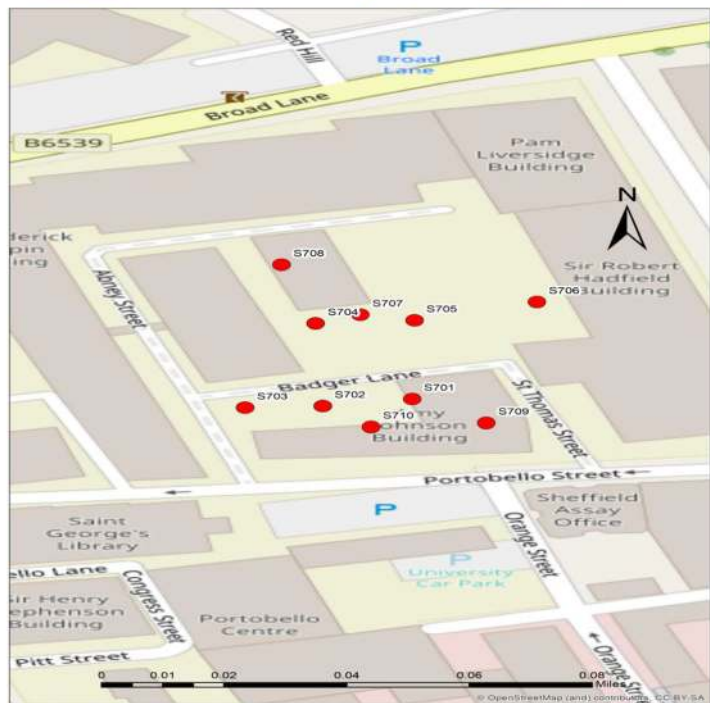 Red Hill
P
Broad
Lane
Broad Lane
B6539
Pam
Liversidge
Building
N
derick
pin
ing
Sir Robert
Hadfield
Building
S708
S706
Abney Street
S707
S704
S705
Badger Lane
S701
S703
S702
St Thomas Street
S710
S709
my
Johnson
Building
Portobello Street
P
Sheffield
Assay
Office
Saint
George's
Library
Orange Street
P
University
Car Park
ello Lane
Congress Street
Sir Henry
tephenson
Building
Portobello
Centre
Pitt Street
Orange Street
0 0.01 0.02 0.04 0.06 0.08
Miles
© OpenStreetMap (and) contributors, CC-BY-SA